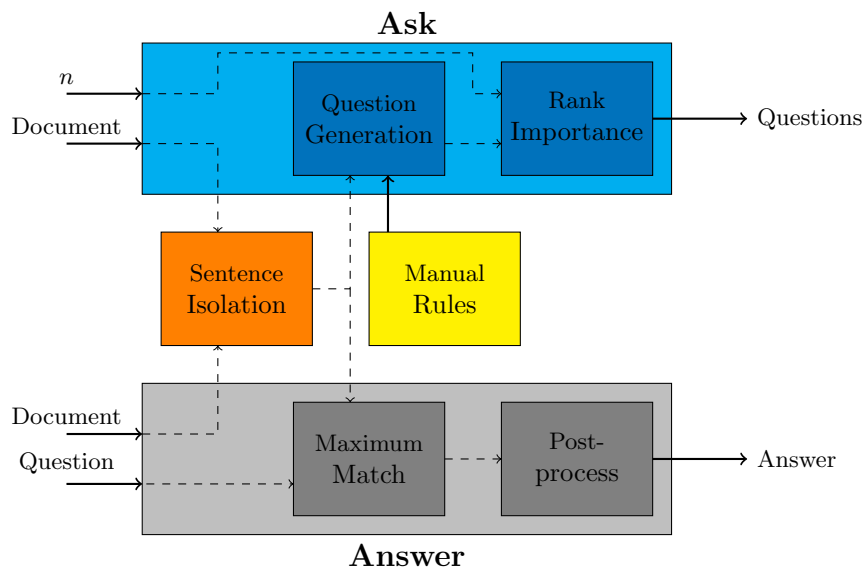 Ask
n
Document
Question
Generation
Rank
Importance
Questions
Sentence
Isolation
Manual
Rules
Document
Question
Maximum
Match
Post-
process
Answer
Answer